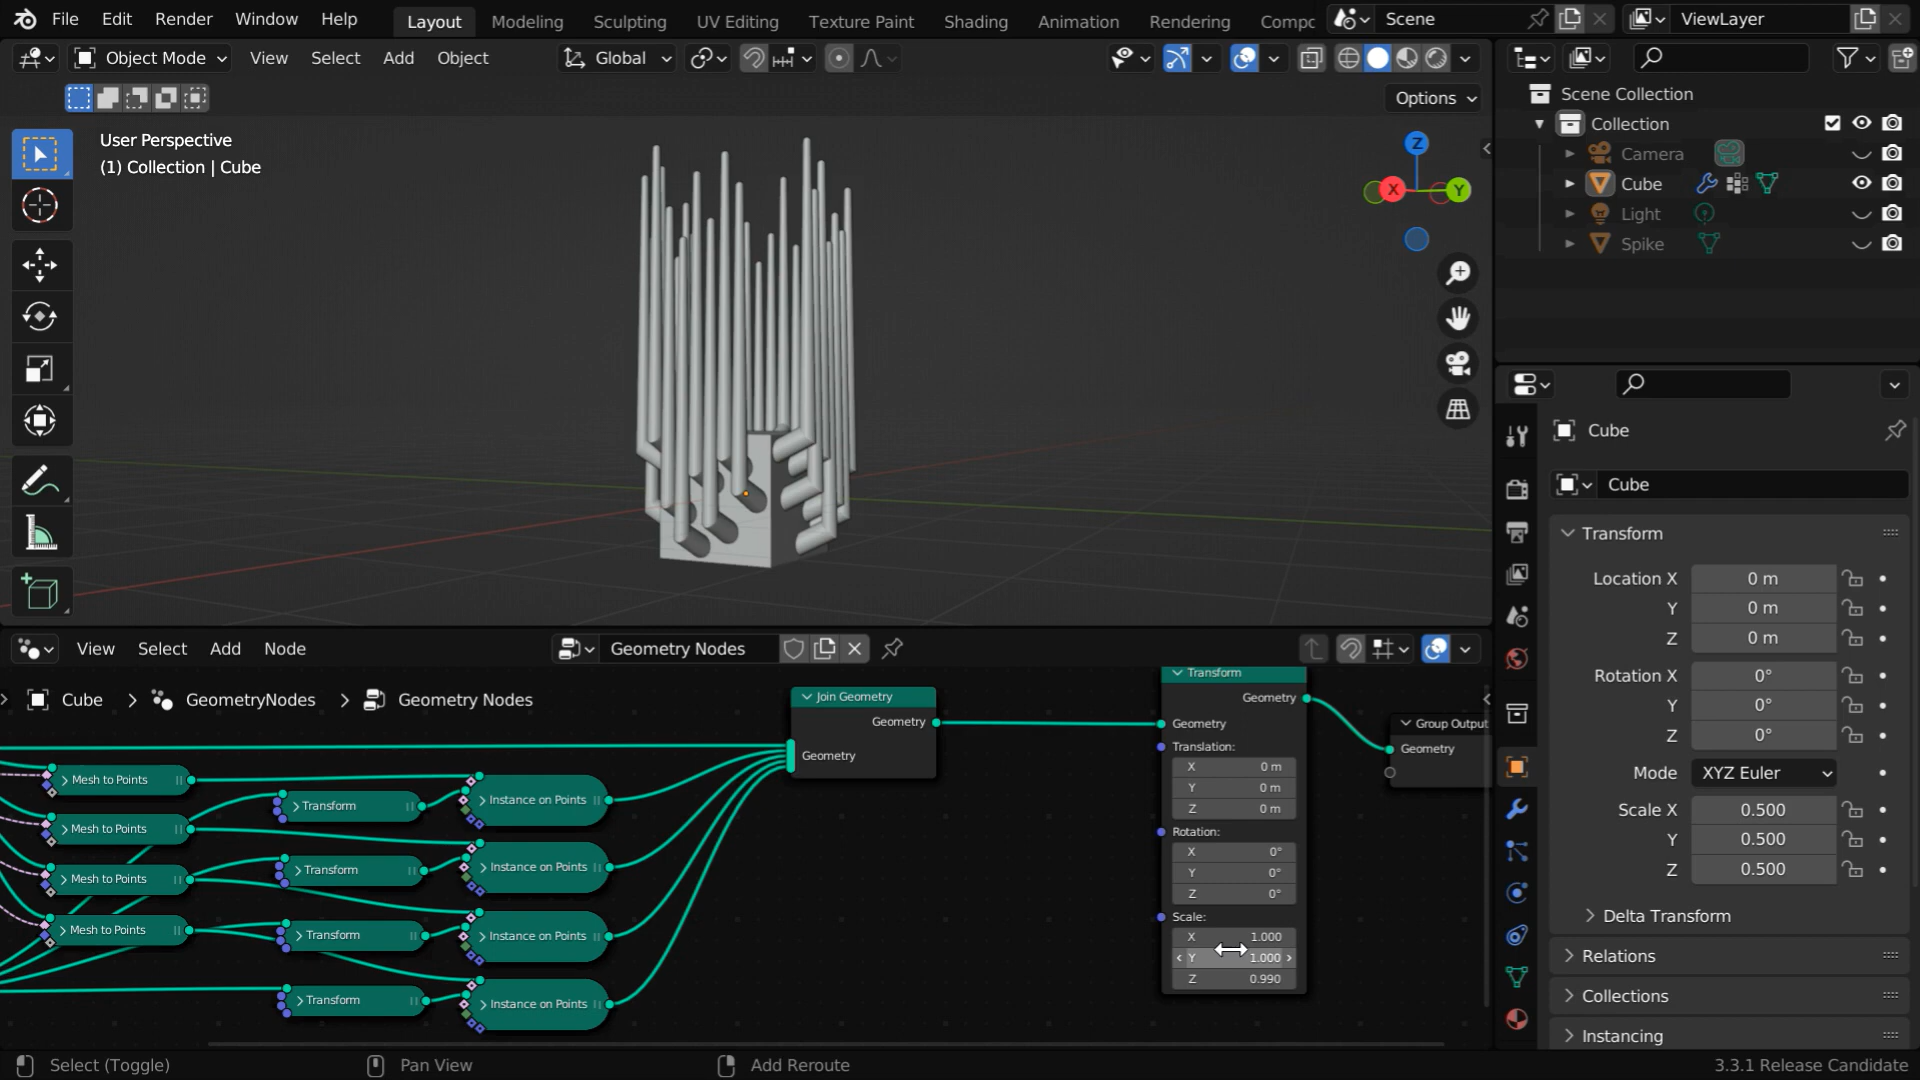 File Edit Render Window Help Layout Modeling Sculpting UV Editing Texture Paint Shading Animation Rendering Compo Scene ViewLayer
Object Mode View Select Add Object Global
Options
User Perspective
(1) Collection | Cube
X Y Z
Scene Collection
Collection
Camera
Cube
Light
Spike
Cube
Cube
Transform
Location X 0 m
Y 0 m
Z 0 m
Rotation X 0°
Y 0°
Z 0°
Mode XYZ Euler
Scale X 0.500
Y 0.500
Z 0.500
Delta Transform
Relations
Collections
Instancing
View Select Add Node Geometry Nodes
Cube > GeometryNodes > Geometry Nodes
Mesh to Points
Mesh to Points
Mesh to Points
Mesh to Points
Transform
Transform
Transform
Transform
Instance on Points
Instance on Points
Instance on Points
Instance on Points
Join Geometry
Geometry
Geometry
Transform
Geometry
Geometry
Translation:
X 0 m
Y 0 m
Z 0 m
Rotation:
X 0°
Y 0°
Z 0°
Scale:
X 1.000
Y 1.000
Z 0.990
Group Output
Geometry
Select (Toggle) Pan View Add Reroute 3.3.1 Release Candidate